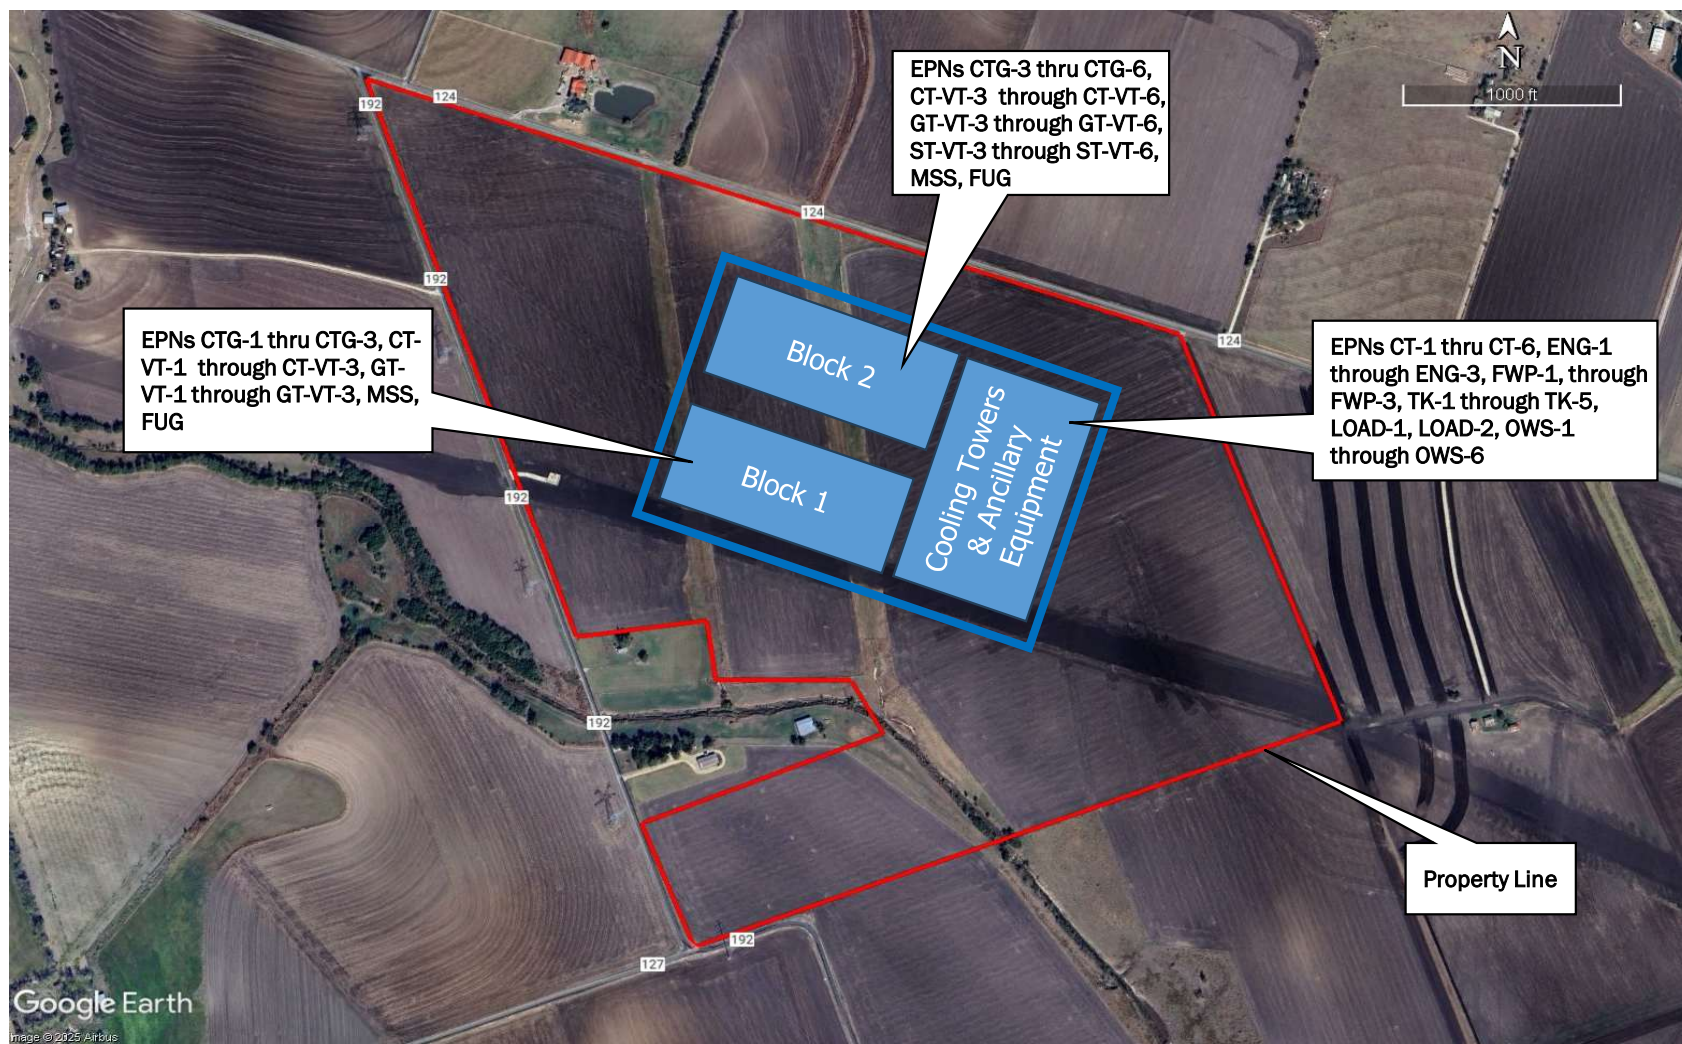 N
1000 ft
EPNs CTG-3 thru CTG-6,
CT-VT-3 through CT-VT-6,
GT-VT-3 through GT-VT-6,
ST-VT-3 through ST-VT-6,
MSS, FUG
192
124
124
192
124
EPNs CTG-1 thru CTG-3, CT-
VT-1 through CT-VT-3, GT-
VT-1 through GT-VT-3, MSS,
FUG
EPNs CT-1 thru CT-6, ENG-1
through ENG-3, FWP-1, through
FWP-3, TK-1 through TK-5,
LOAD-1, LOAD-2, OWS-1
through OWS-6
Block 2
Block 1
Cooling Towers
& Ancillary
Equipment
192
192
Property Line
192
127
Google Earth
Image © 2025 Airbus